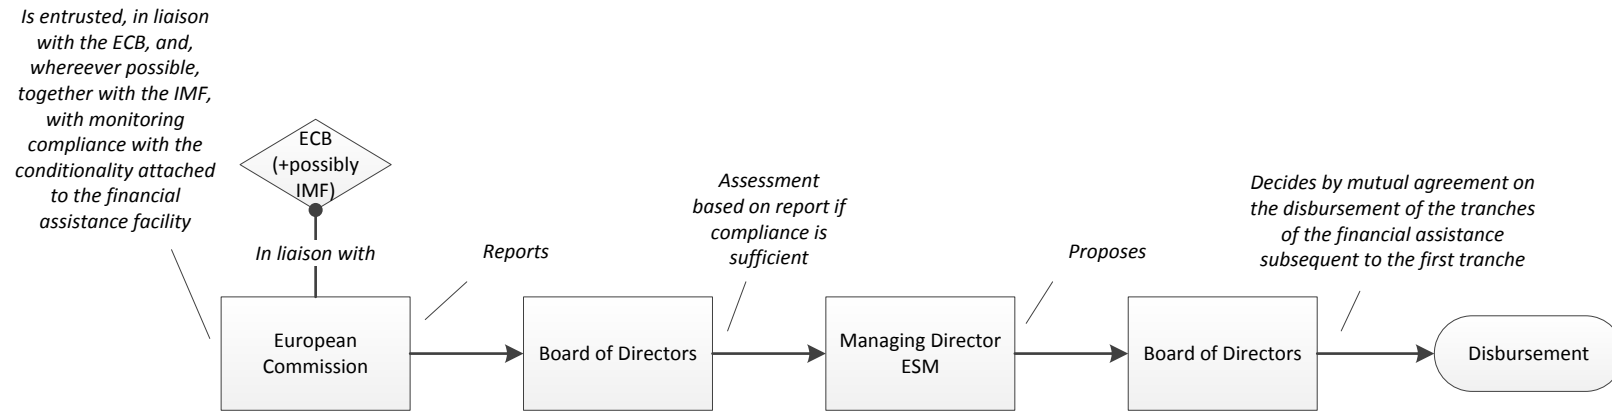 Is entrusted, in liaison
with the ECB, and,
whereever possible,
together with the IMF,
with monitoring
compliance with the
conditionality attached
to the financial
assistance facility
ECB
(+possibly
IMF)
In liaison with
European
Commission
Reports
Board of Directors
Assessment
based on report if
compliance is
sufficient
Managing Director
ESM
Proposes
Board of Directors
Decides by mutual agreement on
the disbursement of the tranches
of the financial assistance
subsequent to the first tranche
Disbursement